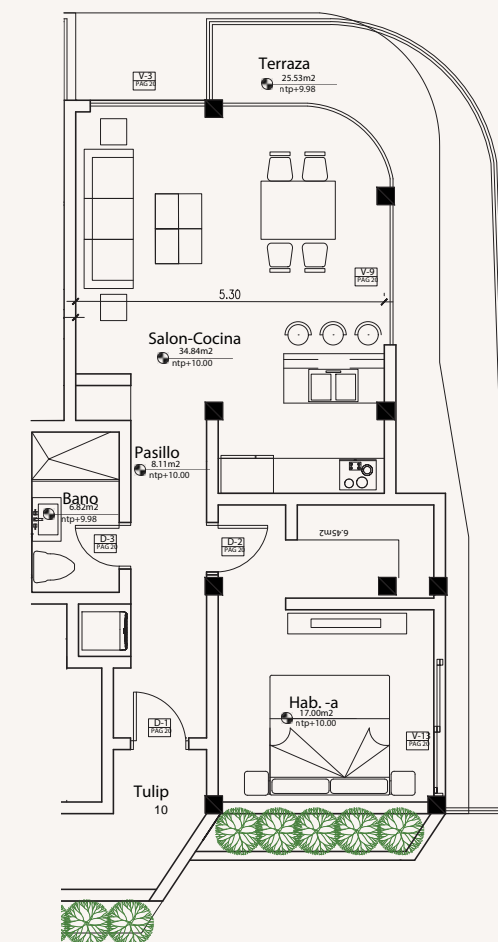 Terraza
25.53m2
ntp+9.98
V-3
PAG 20
V-9
PAG 20
5.30
Salon-Cocina
34.84m2
ntp+10.00
Pasillo
8.11m2
ntp+10.00
Bano
6.82m2
ntp+9.98
D-3
PAG 20
D-2
PAG 20
6.45m2
Hab. -a
17.00m2
ntp+10.00
D-1
PAG 20
V-13
PAG 20
Tulip
10